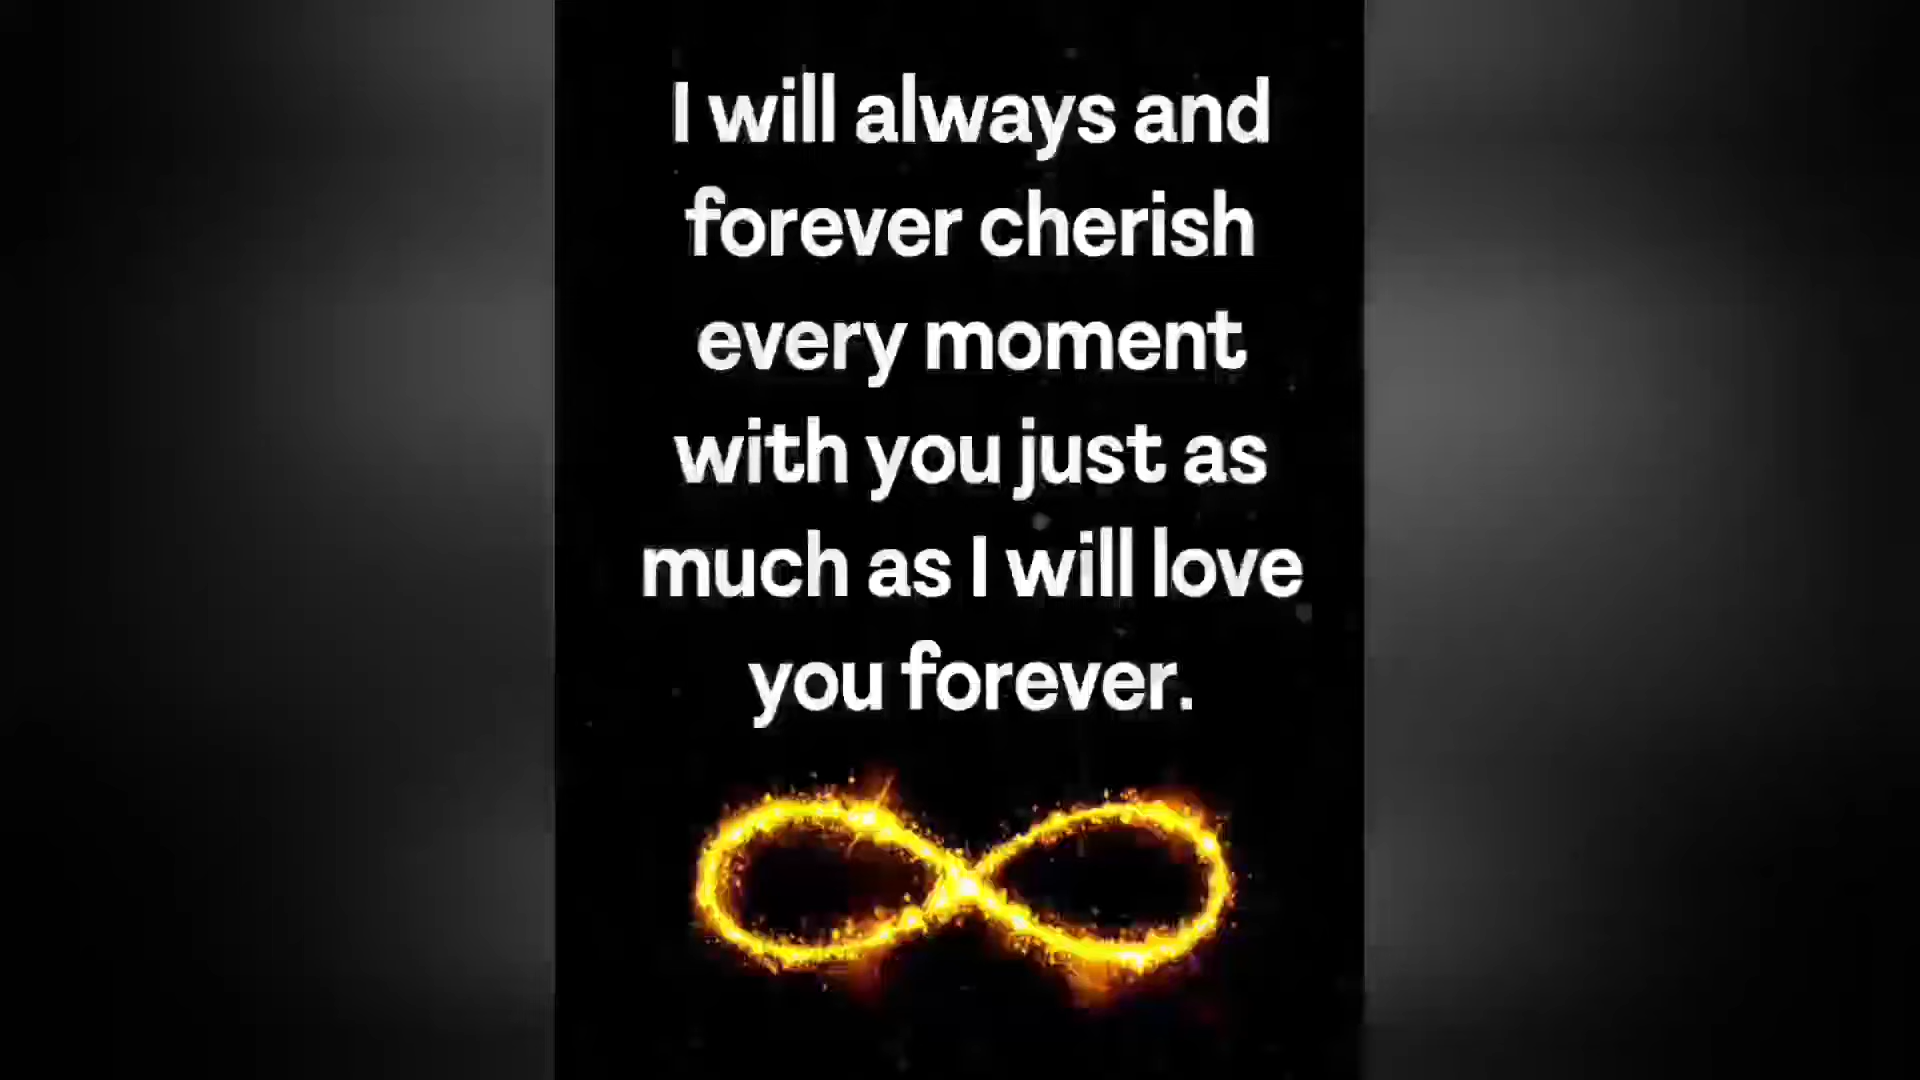 I will always and
forever cherish
every moment
with you just as
much as I will love
you forever.